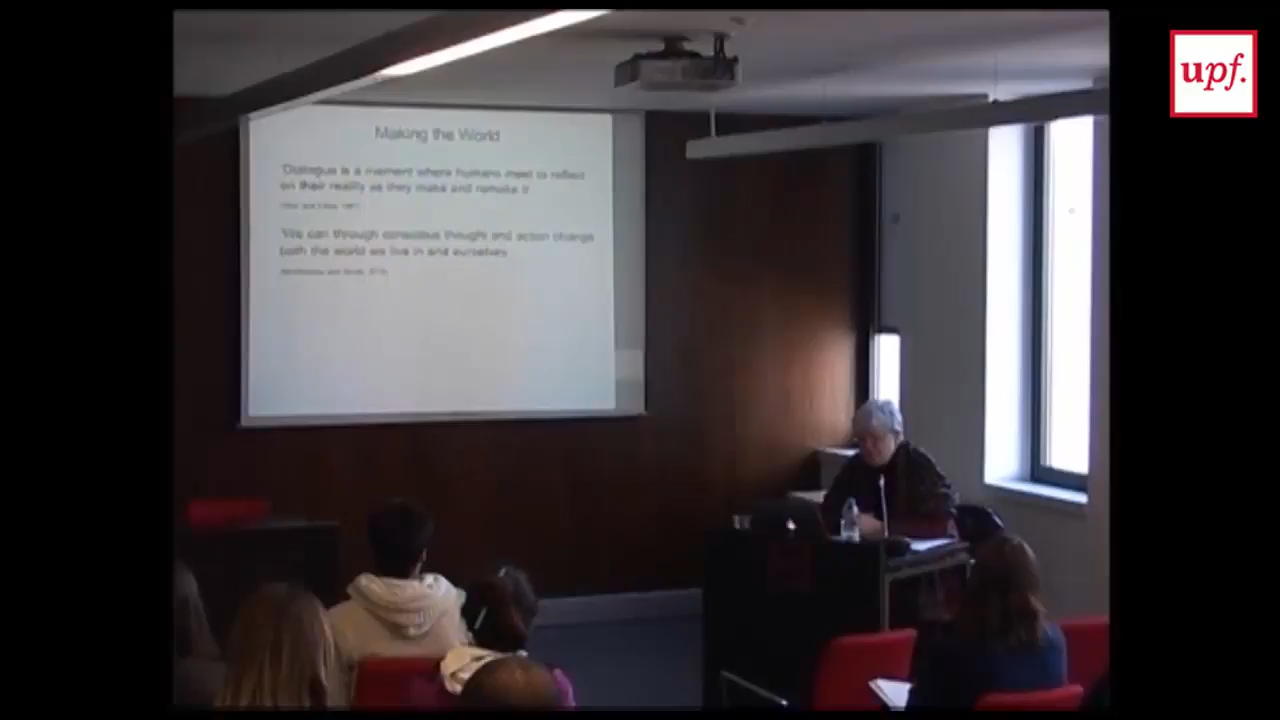 Making the World
'Dialogue is a moment where humans meet to reflect
on their reality as they make and remake it
'We can through conscious thought and action change
both the world we live in and ourselves
upf.